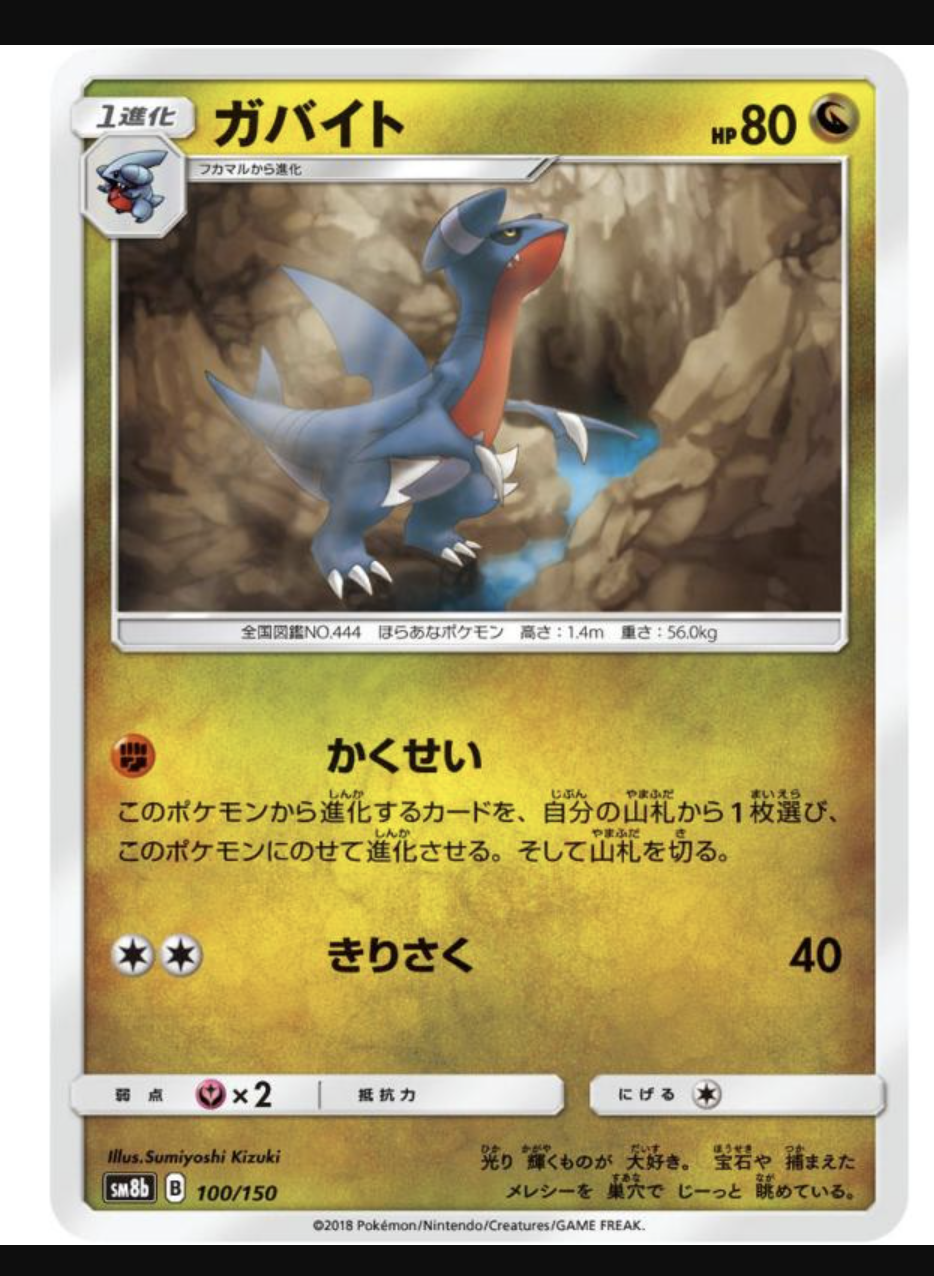 1進化 ガバイト HP80
フカマルから進化
全国図鑑NO.444 ほらあなポケモン 高さ:1.4m 重さ:56.0kg
かくせい
このポケモンから進化するカードを、自分の山札から1枚選び、
このポケモンにのせて進化させる。そして山札を切る。
きりさく 40
弱点 ×2 抵抗力 にげる
Illus.Sumiyoshi Kizuki
光り 輝くものが 大好き。 宝石や 捕まえた
メレシーを 巣穴で じーっと 眺めている。
SM8b B 100/150
©2018 Pokémon/Nintendo/Creatures/GAME FREAK.